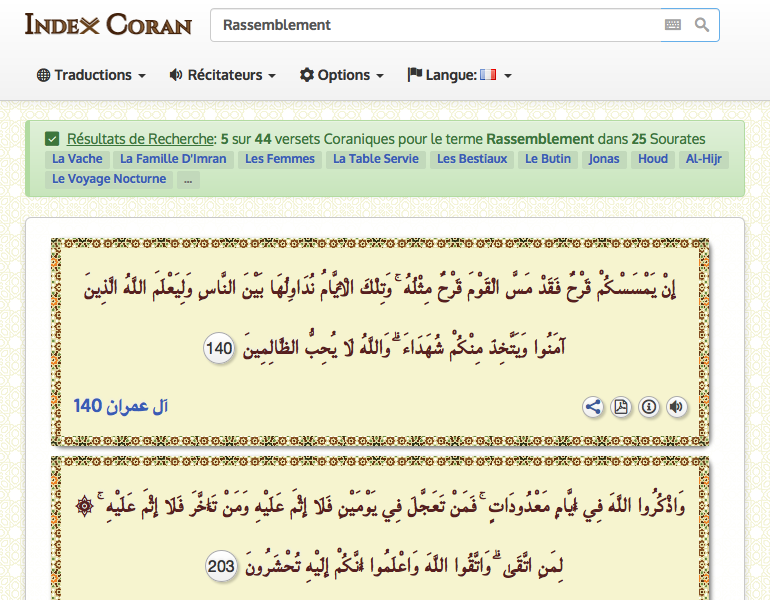 Index Coran
Rassemblement
Traductions Récitateurs Options Langue:
Résultats de Recherche: 5 sur 44 versets Coraniques pour le terme Rassemblement dans 25 Sourates
La Vache La Famille D'Imran Les Femmes La Table Servie Les Bestiaux Le Butin Jonas Houd Al-Hijr
Le Voyage Nocturne ...
إِنْ يَمْسَسْكُمْ قَرْحٌ فَقَدْ مَسَّ الْقَوْمَ قَرْحٌ مِثْلُهُ ۚ وَتِلْكَ الْأَيَّامُ نُدَاوِلُهَا بَيْنَ النَّاسِ وَلِيَعْلَمَ اللَّهُ الَّذِينَ
آمَنُوا وَيَتَّخِذَ مِنْكُمْ شُهَدَاءَ ۗ وَاللَّهُ لَا يُحِبُّ الظَّالِمِينَ 140
آل عمران 140
وَاذْكُرُوا اللَّهَ فِي أَيَّامٍ مَعْدُودَاتٍ ۚ فَمَنْ تَعَجَّلَ فِي يَوْمَيْنِ فَلَا إِثْمَ عَلَيْهِ وَمَنْ تَأَخَّرَ فَلَا إِثْمَ عَلَيْهِ ۚ ۞
لِمَنِ اتَّقَىٰ ۗ وَاتَّقُوا اللَّهَ وَاعْلَمُوا أَنَّكُمْ إِلَيْهِ تُحْشَرُونَ 203